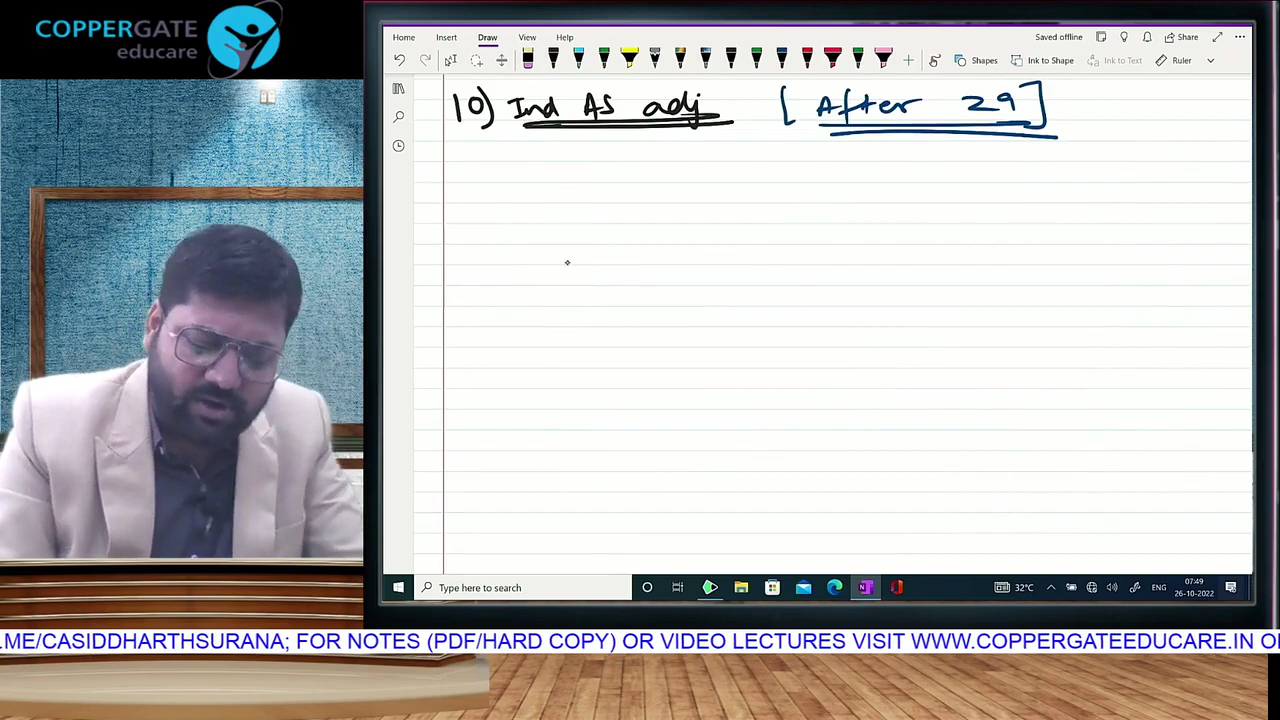 COPPERGATE
educare
Home Insert Draw View Help
Saved offline
Share
Shapes
Ink to Shape
Ink to Text
Ruler
10) Ind AS adj [After 29]
Type here to search
32°C
ENG
07:49
26-10-2022
.ME/CASIDDHARTHSURANA; FOR NOTES (PDF/HARD COPY) OR VIDEO LECTURES VISIT WWW.COPPERGATEEDUCARE.IN O